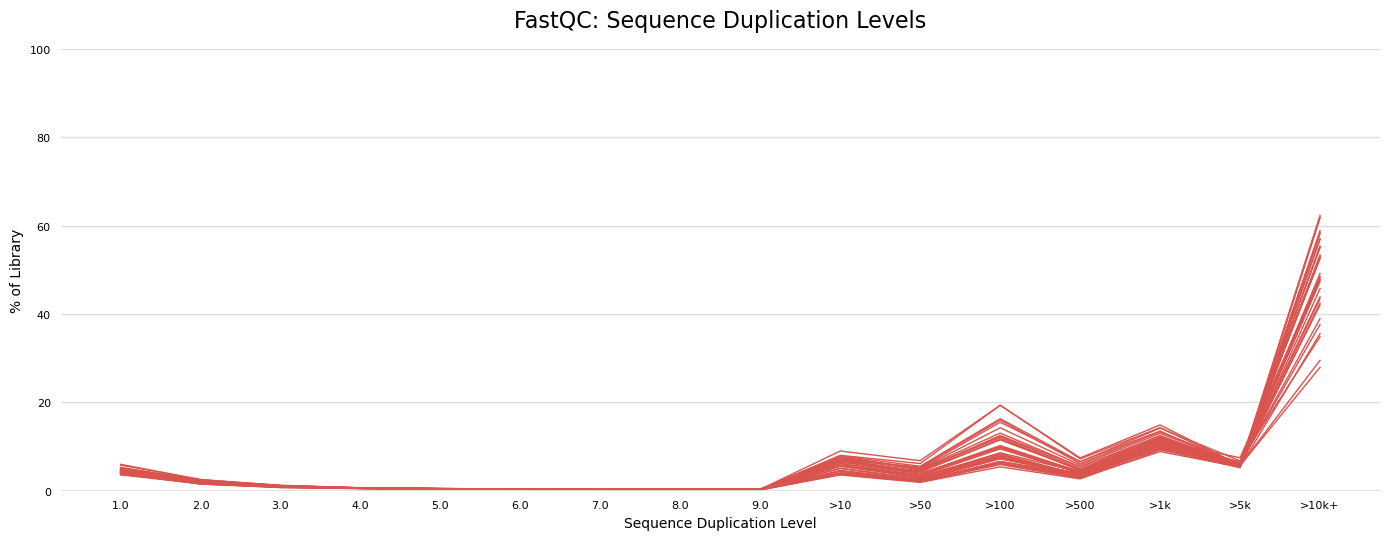 FastQC: Sequence Duplication Levels
100
80
60
40
20
0
% of Library
1.0 2.0 3.0 4.0 5.0 6.0 7.0 8.0 9.0 >10 >50 >100 >500 >1k >5k >10k+
Sequence Duplication Level